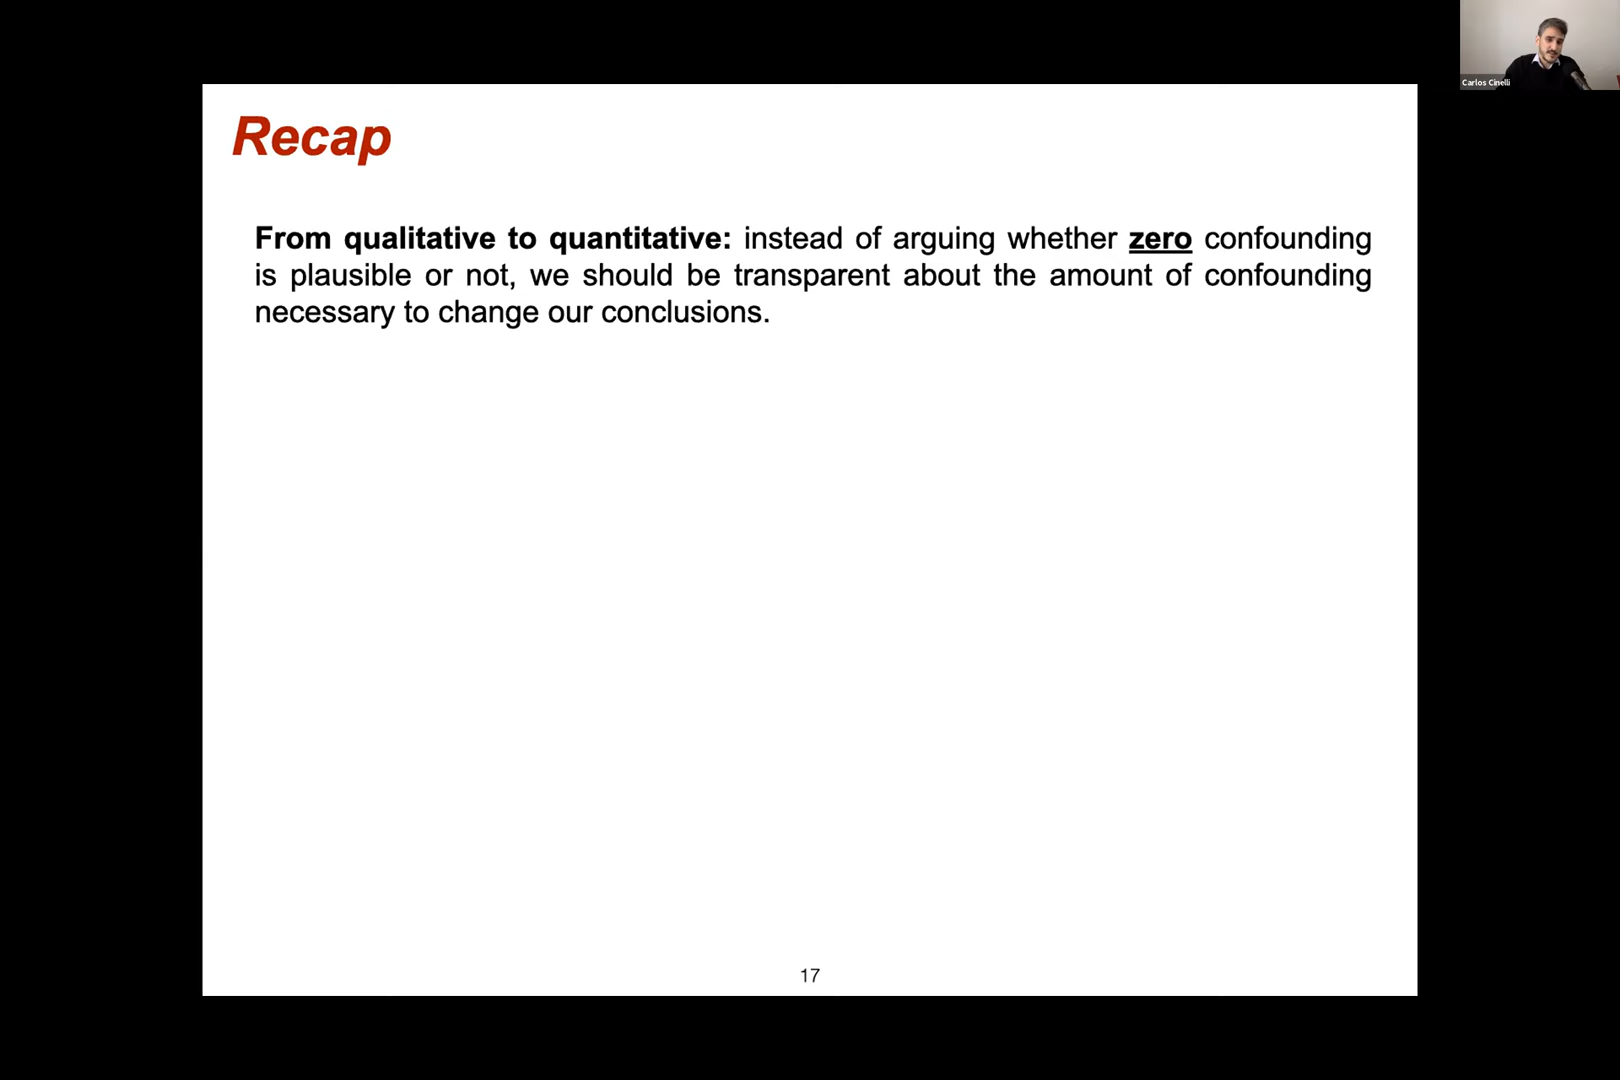 Carlos Cinelli
Recap
From qualitative to quantitative: instead of arguing whether zero confounding
is plausible or not, we should be transparent about the amount of confounding
necessary to change our conclusions.
17